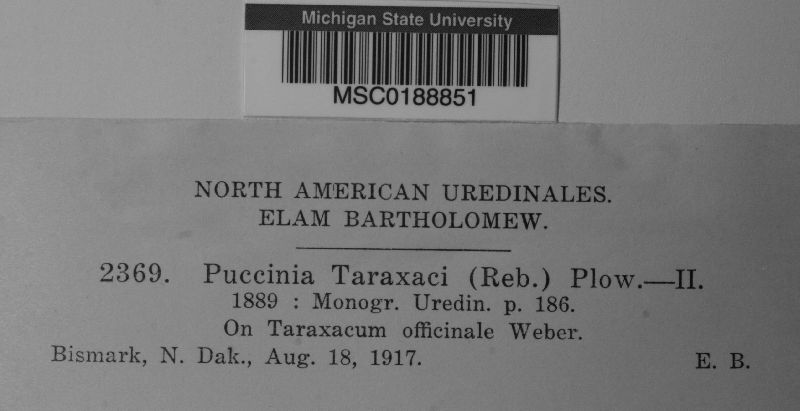 Michigan State University
MSC0188851
NORTH AMERICAN UREDINALES.
ELAM BARTHOLOMEW.
2369. Puccinia Taraxaci (Reb.) Plow.—II.
1889 : Monogr. Uredin. p. 186.
On Taraxacum officinale Weber.
Bismark, N. Dak., Aug. 18, 1917. E. B.